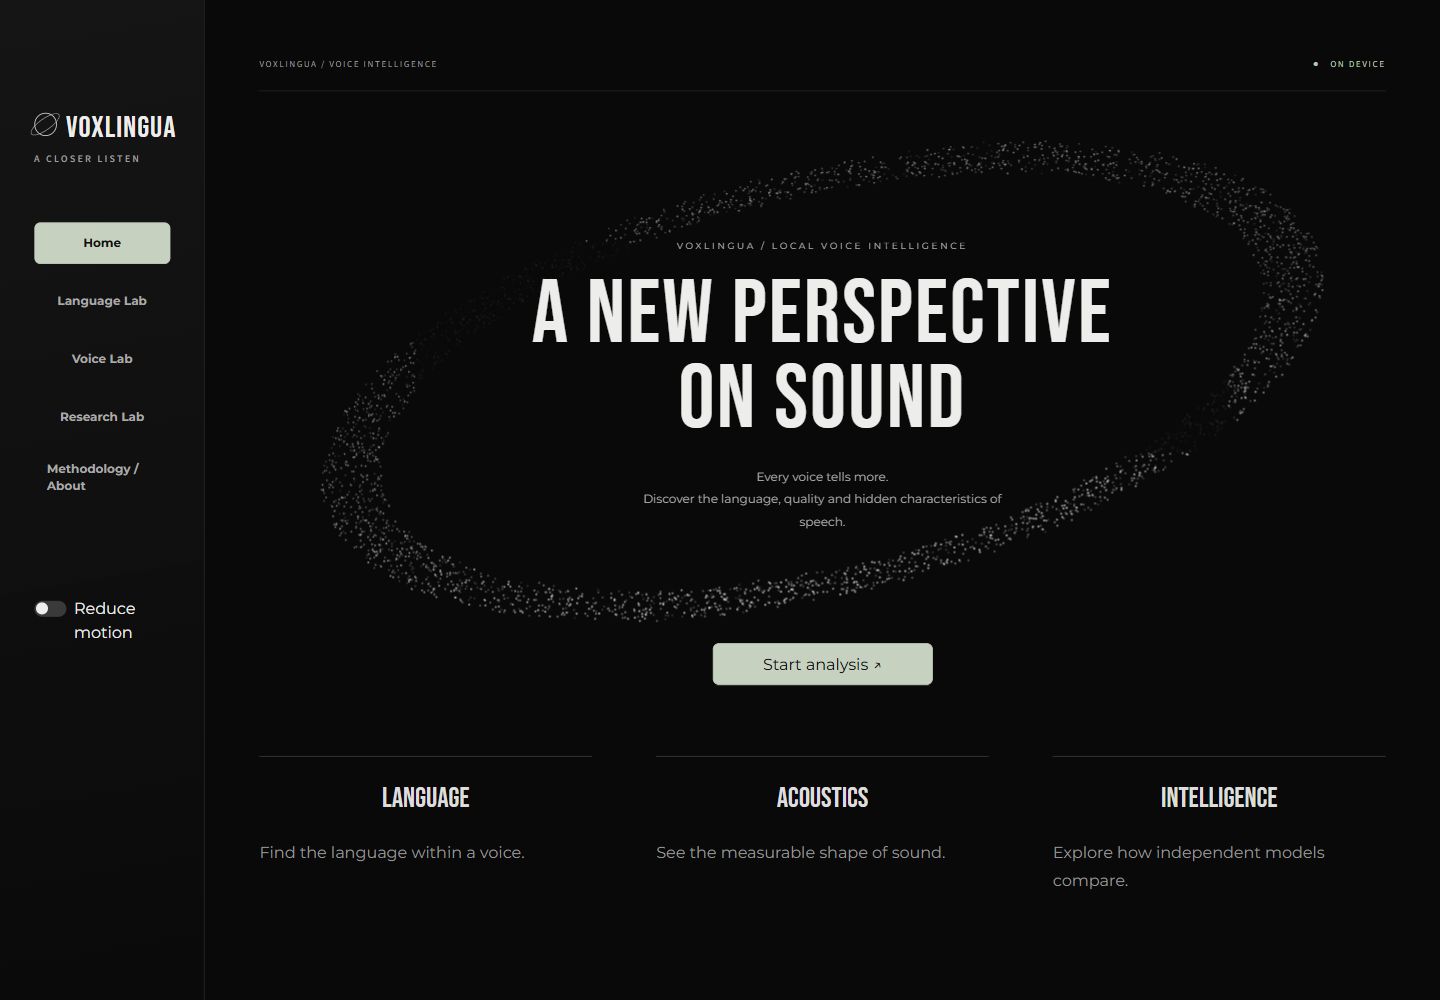 VOXLINGUA
A CLOSER LISTEN
Home
Language Lab
Voice Lab
Research Lab
Methodology /
About
Reduce
motion
VOXLINGUA / VOICE INTELLIGENCE
ON DEVICE
VOXLINGUA / LOCAL VOICE INTELLIGENCE
A NEW PERSPECTIVE
ON SOUND
Every voice tells more.
Discover the language, quality and hidden characteristics of
speech.
Start analysis ↗
LANGUAGE
Find the language within a voice.
ACOUSTICS
See the measurable shape of sound.
INTELLIGENCE
Explore how independent models
compare.